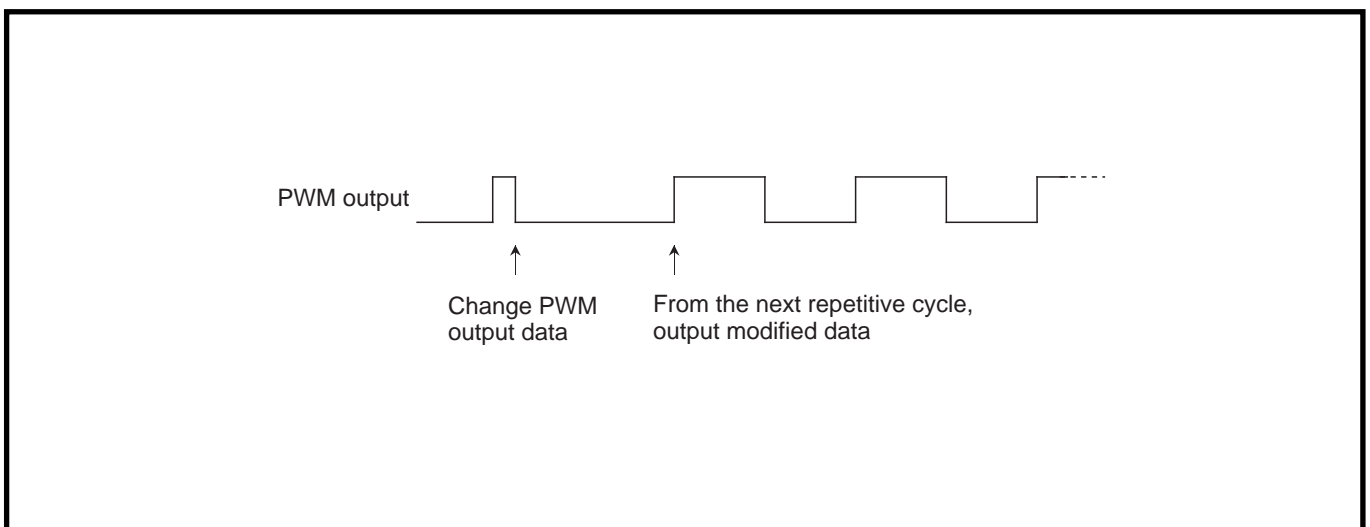 PWM output
Change PWM
output data
From the next repetitive cycle,
output modified data